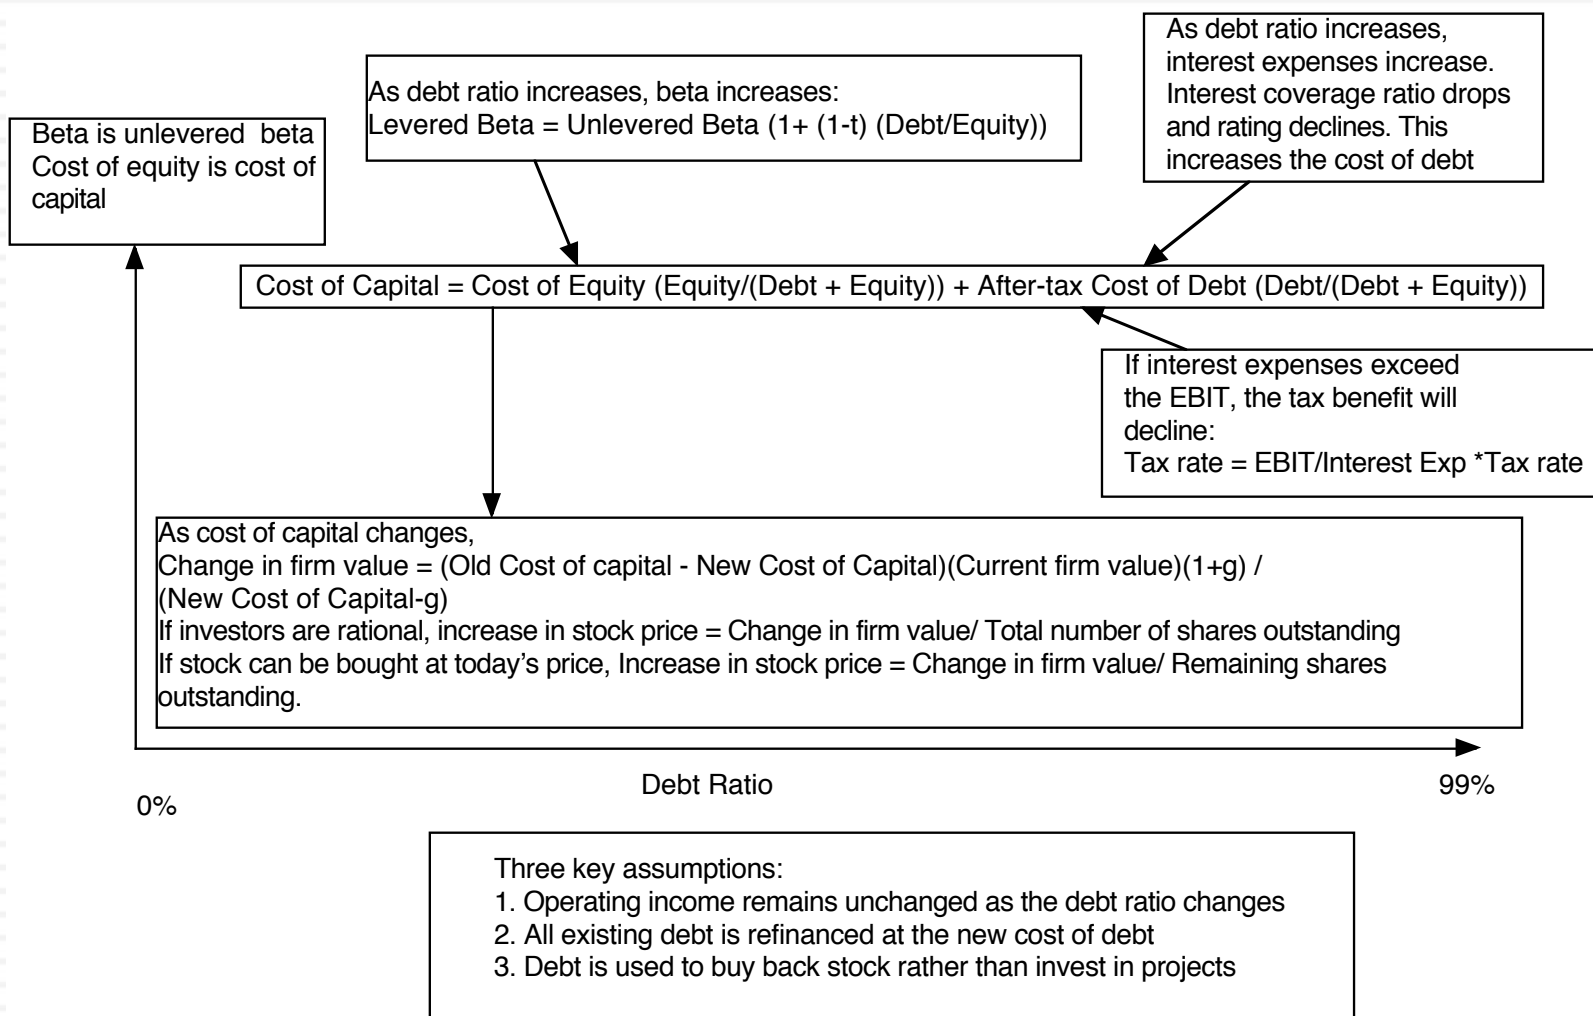 As debt ratio increases,
interest expenses increase.
Interest coverage ratio drops
and rating declines. This
increases the cost of debt
As debt ratio increases, beta increases:
Levered Beta = Unlevered Beta (1+ (1-t) (Debt/Equity))
Beta is unlevered  beta
Cost of equity is cost of
capital
Cost of Capital = Cost of Equity (Equity/(Debt + Equity)) + After-tax Cost of Debt (Debt/(Debt + Equity))
If interest expenses exceed
the EBIT, the tax benefit will
decline:
Tax rate = EBIT/Interest Exp *Tax rate
As cost of capital changes,
Change in firm value = (Old Cost of capital - New Cost of Capital)(Current firm value)(1+g) /
(New Cost of Capital-g)
If investors are rational, increase in stock price = Change in firm value/ Total number of shares outstanding
If stock can be bought at today's price, Increase in stock price = Change in firm value/ Remaining shares
outstanding.
0%
Debt Ratio
99%
Three key assumptions:
1. Operating income remains unchanged as the debt ratio changes
2. All existing debt is refinanced at the new cost of debt
3. Debt is used to buy back stock rather than invest in projects